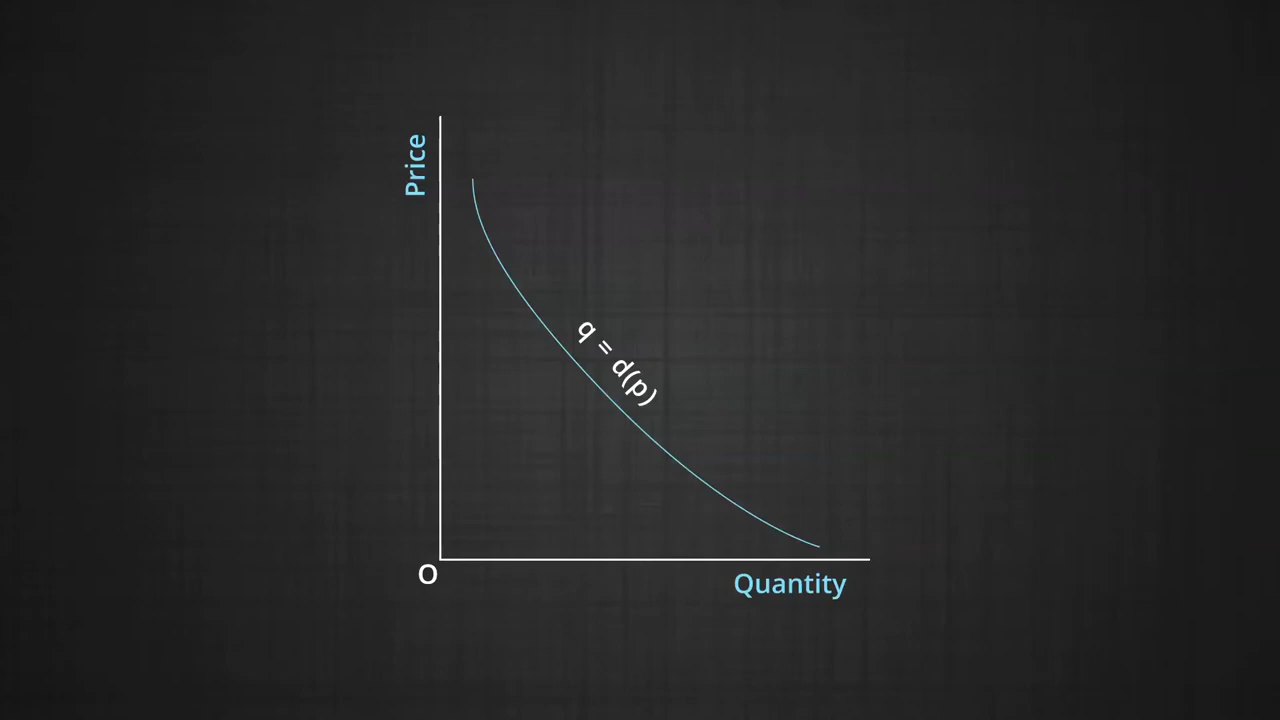 Price
q = d(p)
O
Quantity